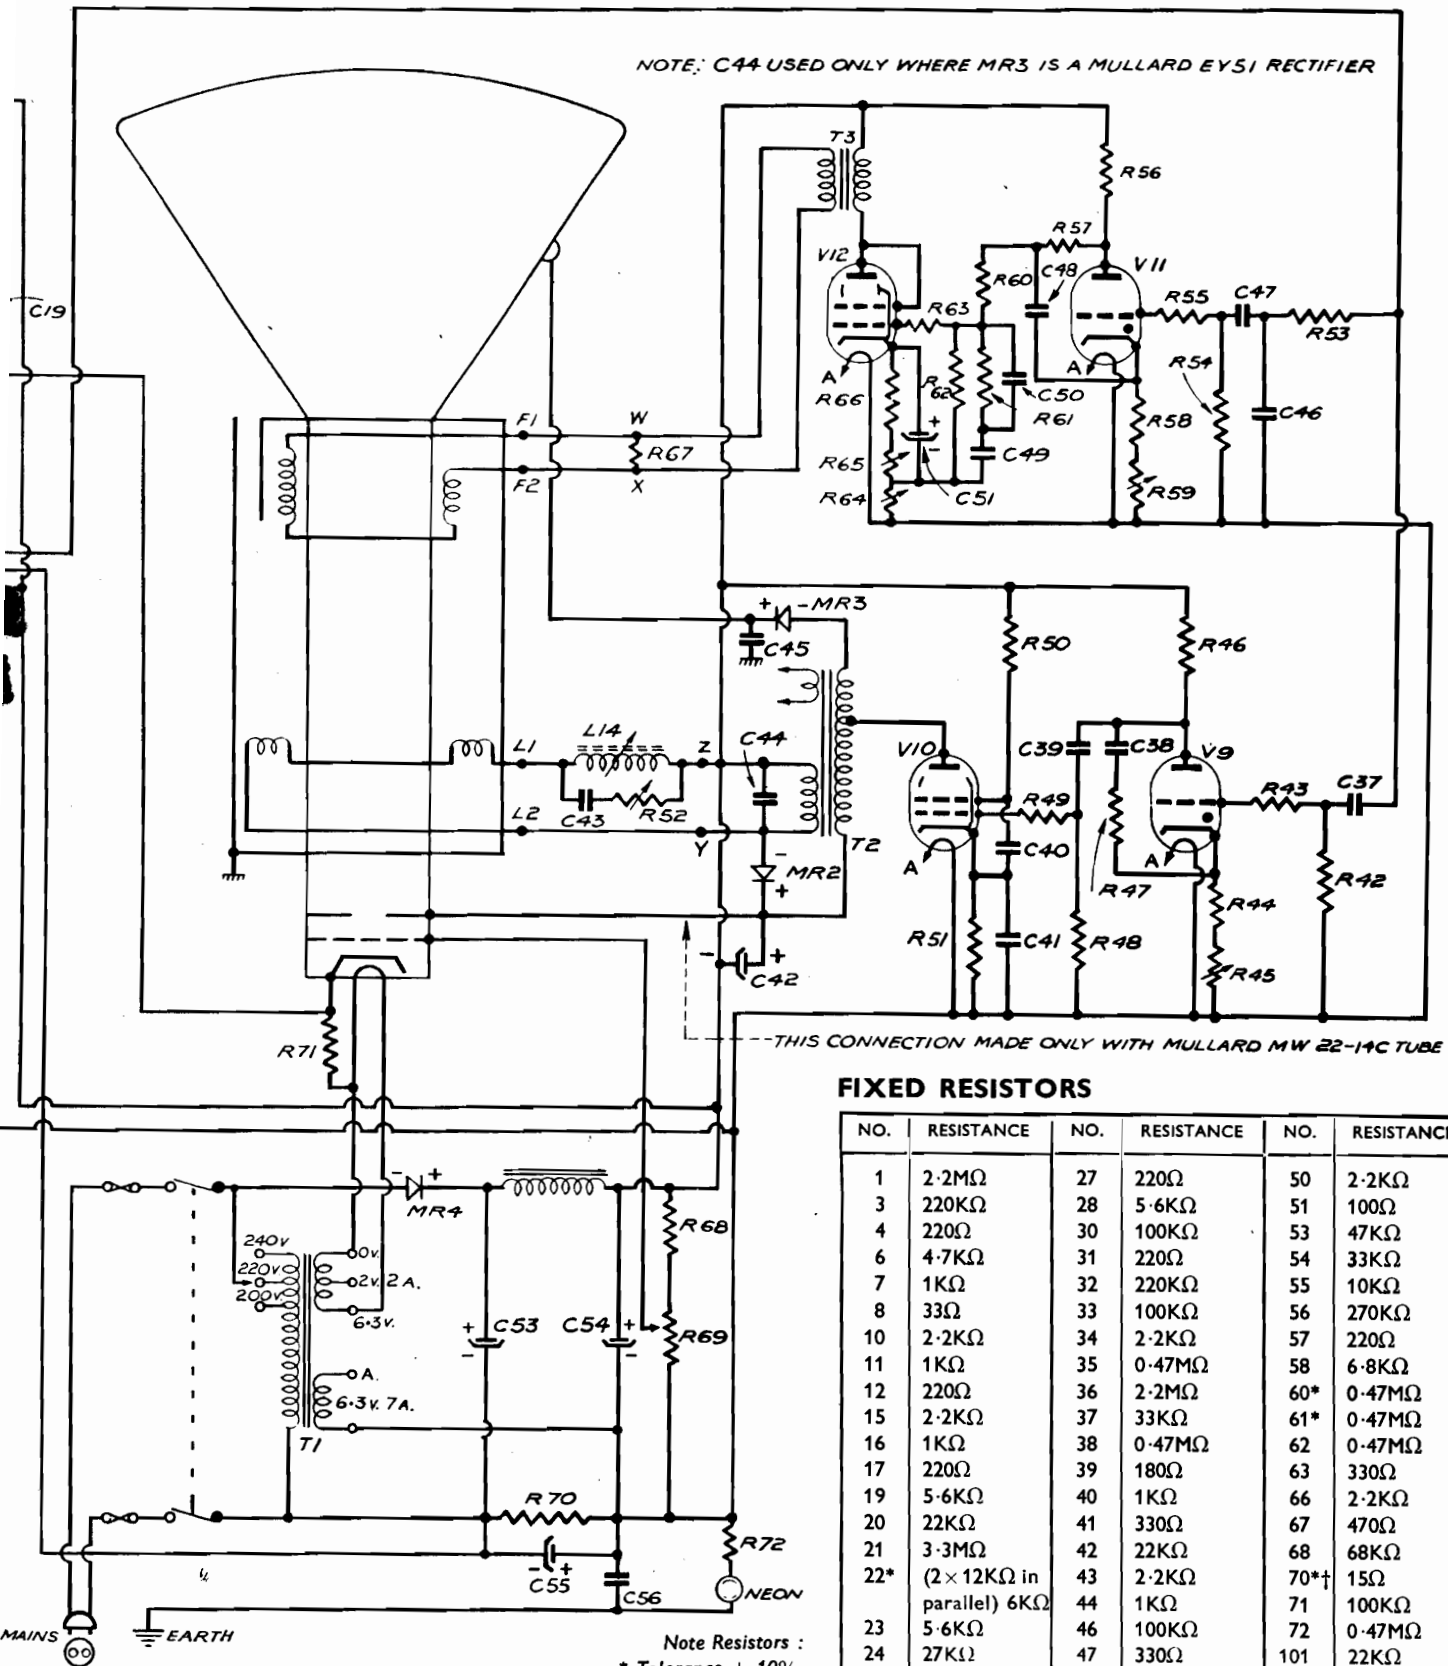 NOTE: C44 USED ONLY WHERE MR3 IS A MULLARD EY51 RECTIFIER
T3
R56
R57
V12
V11
R60
C48
R55
C47
C19
R63
R53
A
A
R54
R66
R62
C50
R61
R58
C46
F1
W
R67
F2
X
R65
C49
R59
R64
C51
+
-
+ - MR3
C45
R50
R46
L14
L1
Z
C44
V10
C39
C38
V9
C43
R52
R49
R43
C37
L2
Y
T2
C40
-
MR2
+
A
A
R47
R42
R44
R51
C41
R48
R45
- +
C42
THIS CONNECTION MADE ONLY WITH MULLARD MW 22-14C TUBE
R71
- +
MR4
R68
240v
220v
200v
0v.
2v. 2A.
6·3v.
+ C53 -
C54 + -
R69
A.
6·3v. 7A.
T1
R70
R72
- +
C55
C56
NEON
MAINS
EARTH
FIXED RESISTORS
NO. RESISTANCE NO. RESISTANCE NO. RESISTANC
1 2·2MΩ 27 220Ω 50 2·2KΩ
3 220KΩ 28 5·6KΩ 51 100Ω
4 220Ω 30 100KΩ 53 47KΩ
6 4·7KΩ 31 220Ω 54 33KΩ
7 1KΩ 32 220KΩ 55 10KΩ
8 33Ω 33 100KΩ 56 270KΩ
10 2·2KΩ 34 2·2KΩ 57 220Ω
11 1KΩ 35 0·47MΩ 58 6·8KΩ
12 220Ω 36 2·2MΩ 60* 0·47MΩ
15 2·2KΩ 37 33KΩ 61* 0·47MΩ
16 1KΩ 38 0·47MΩ 62 0·47MΩ
17 220Ω 39 180Ω 63 330Ω
19 5·6KΩ 40 1KΩ 66 2·2KΩ
20 22KΩ 41 330Ω 67 470Ω
21 3·3MΩ 42 22KΩ 68 68KΩ
22* (2 × 12KΩ in 43 2·2KΩ 70*† 15Ω
parallel) 6KΩ 44 1KΩ 71 100KΩ
23 5·6KΩ 46 100KΩ 72 0·47MΩ
24 27KΩ 47 330Ω 101 22KΩ
Note Resistors :
* Tolerance ± 10%